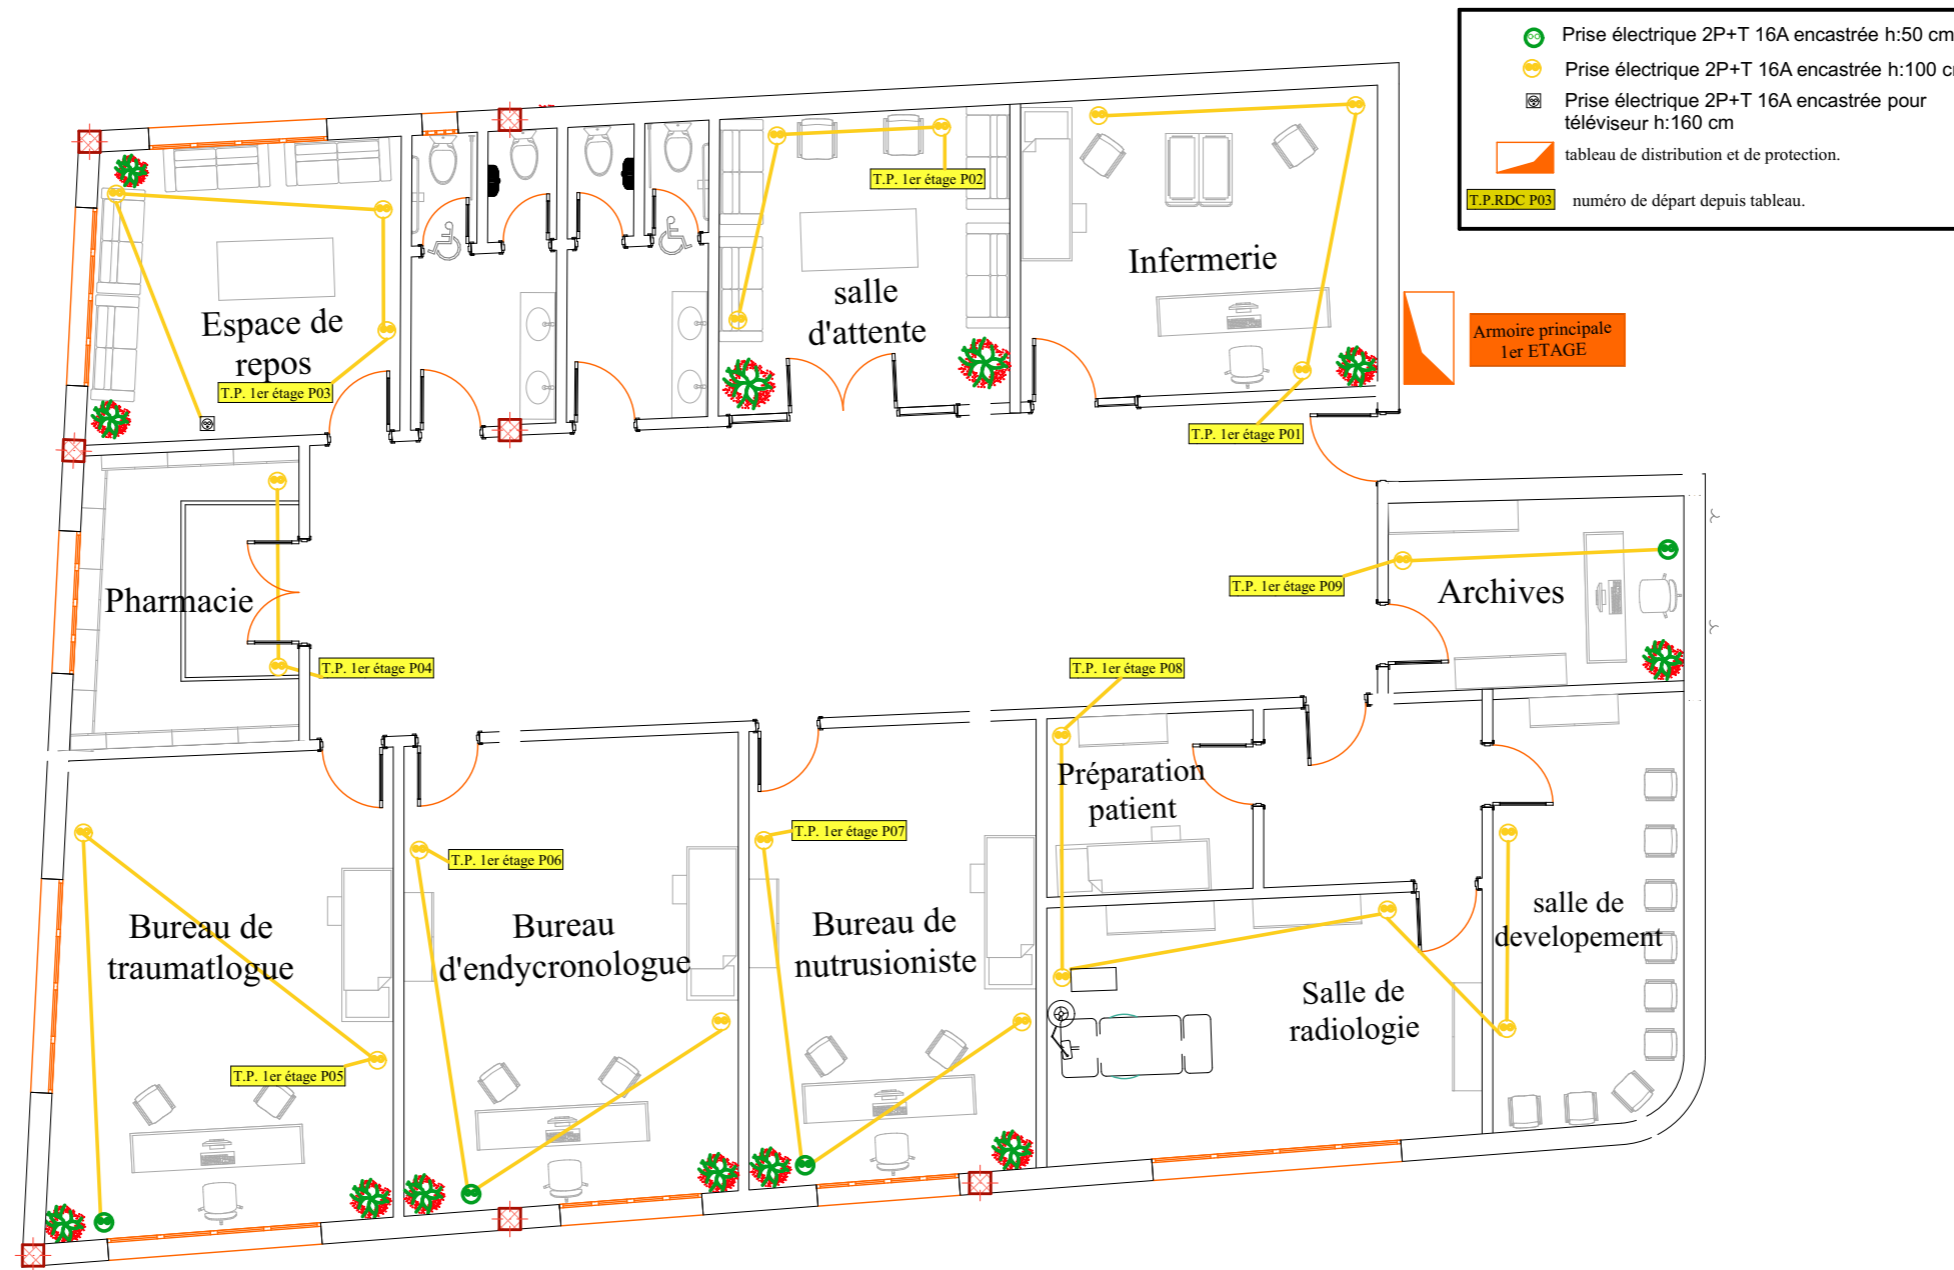 Prise électrique 2P+T 16A encastrée h:50 cm
Prise électrique 2P+T 16A encastrée h:100 c
Prise électrique 2P+T 16A encastrée pour
téléviseur h:160 cm
tableau de distribution et de protection.
T.P.RDC P03 numéro de départ depuis tableau.
T.P. 1er étage P02
Infermerie
salle
d'attente
Espace de
repos
T.P. 1er étage P03
Armoire principale
1er ETAGE
T.P. 1er étage P01
Pharmacie
T.P. 1er étage P04
T.P. 1er étage P09
Archives
T.P. 1er étage P08
Préparation
patient
T.P. 1er étage P06
T.P. 1er étage P07
Bureau de
traumatlogue
Bureau
d'endycronologue
Bureau de
nutrusioniste
salle de
developement
Salle de
radiologie
T.P. 1er étage P05